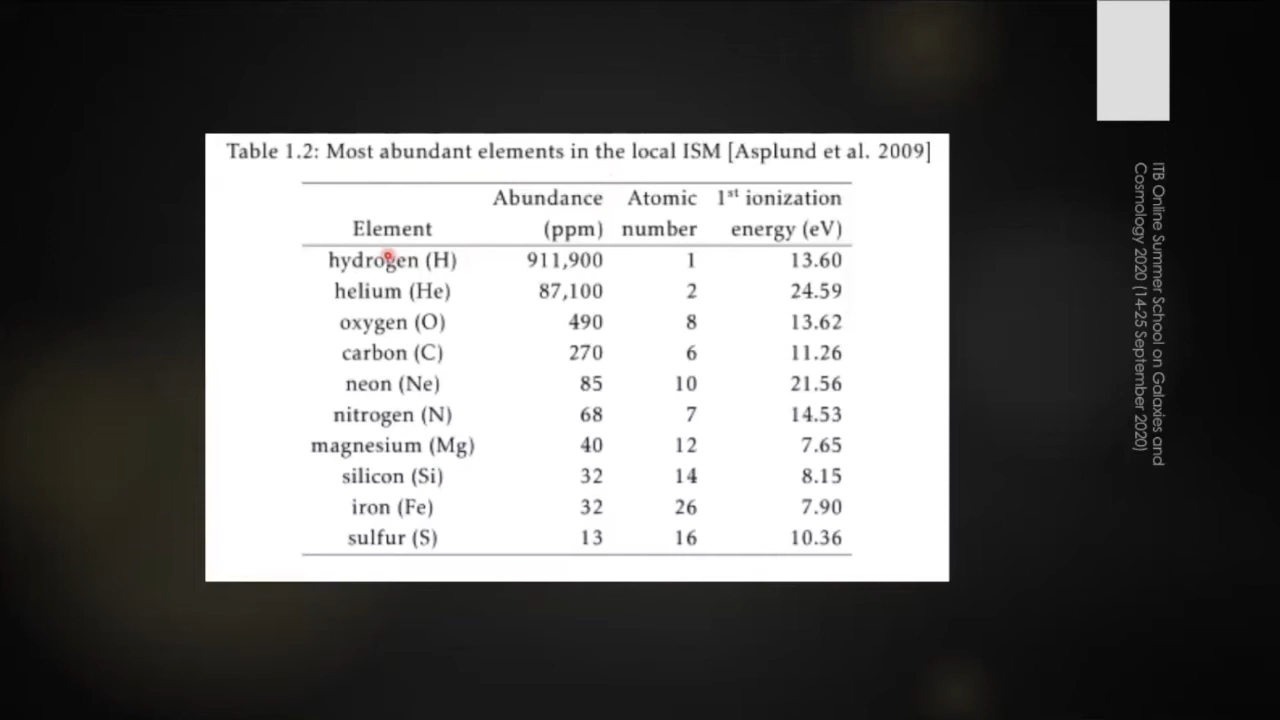 Table 1.2: Most abundant elements in the local ISM [Asplund et al. 2009]
Abundance Atomic 1st ionization
Element (ppm) number energy (eV)
hydrogen (H) 911,900 1 13.60
helium (He) 87,100 2 24.59
oxygen (O) 490 8 13.62
carbon (C) 270 6 11.26
neon (Ne) 85 10 21.56
nitrogen (N) 68 7 14.53
magnesium (Mg) 40 12 7.65
silicon (Si) 32 14 8.15
iron (Fe) 32 26 7.90
sulfur (S) 13 16 10.36
ITB Online Summer School on Galaxies and
Cosmology 2020 (14-25 September 2020)